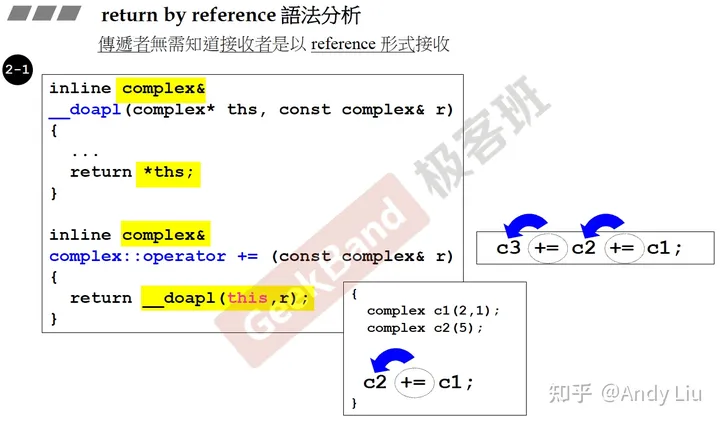 return by reference 語法分析
傳遞者無需知道接收者是以 reference 形式接收
2-1
inline complex&
__doapl(complex* ths, const complex& r)
{
...
return *ths;
}
inline complex&
complex::operator += (const complex& r)
{
return __doapl(this,r);
}
c3 += c2 += c1;
{
complex c1(2,1);
complex c2(5);
c2 += c1;
}
GeekBand 极客班
知乎 @Andy Liu